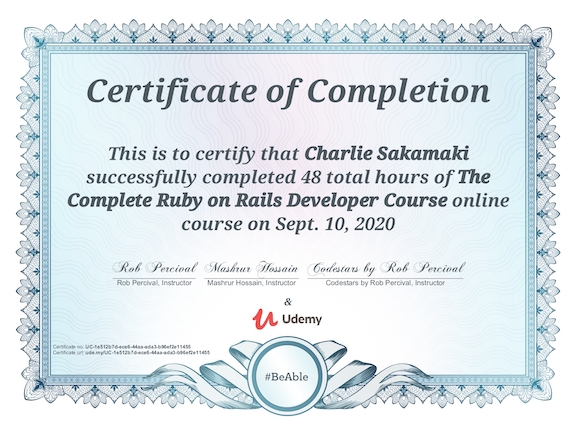 Certificate of Completion
This is to certify that Charlie Sakamaki
successfully completed 48 total hours of The
Complete Ruby on Rails Developer Course online
course on Sept. 10, 2020
Rob Percival Mashrur Hossain Codestars by Rob Percival
Rob Percival, Instructor Mashrur Hossain, Instructor Codestars by Rob Percival, Instructor
&
Udemy
Certificate no: UC-1e512b7d-ece6-44aa-ada3-b96ef2e11455
Certificate url: ude.my/UC-1e512b7d-ece6-44aa-ada3-b96ef2e11455
#BeAble